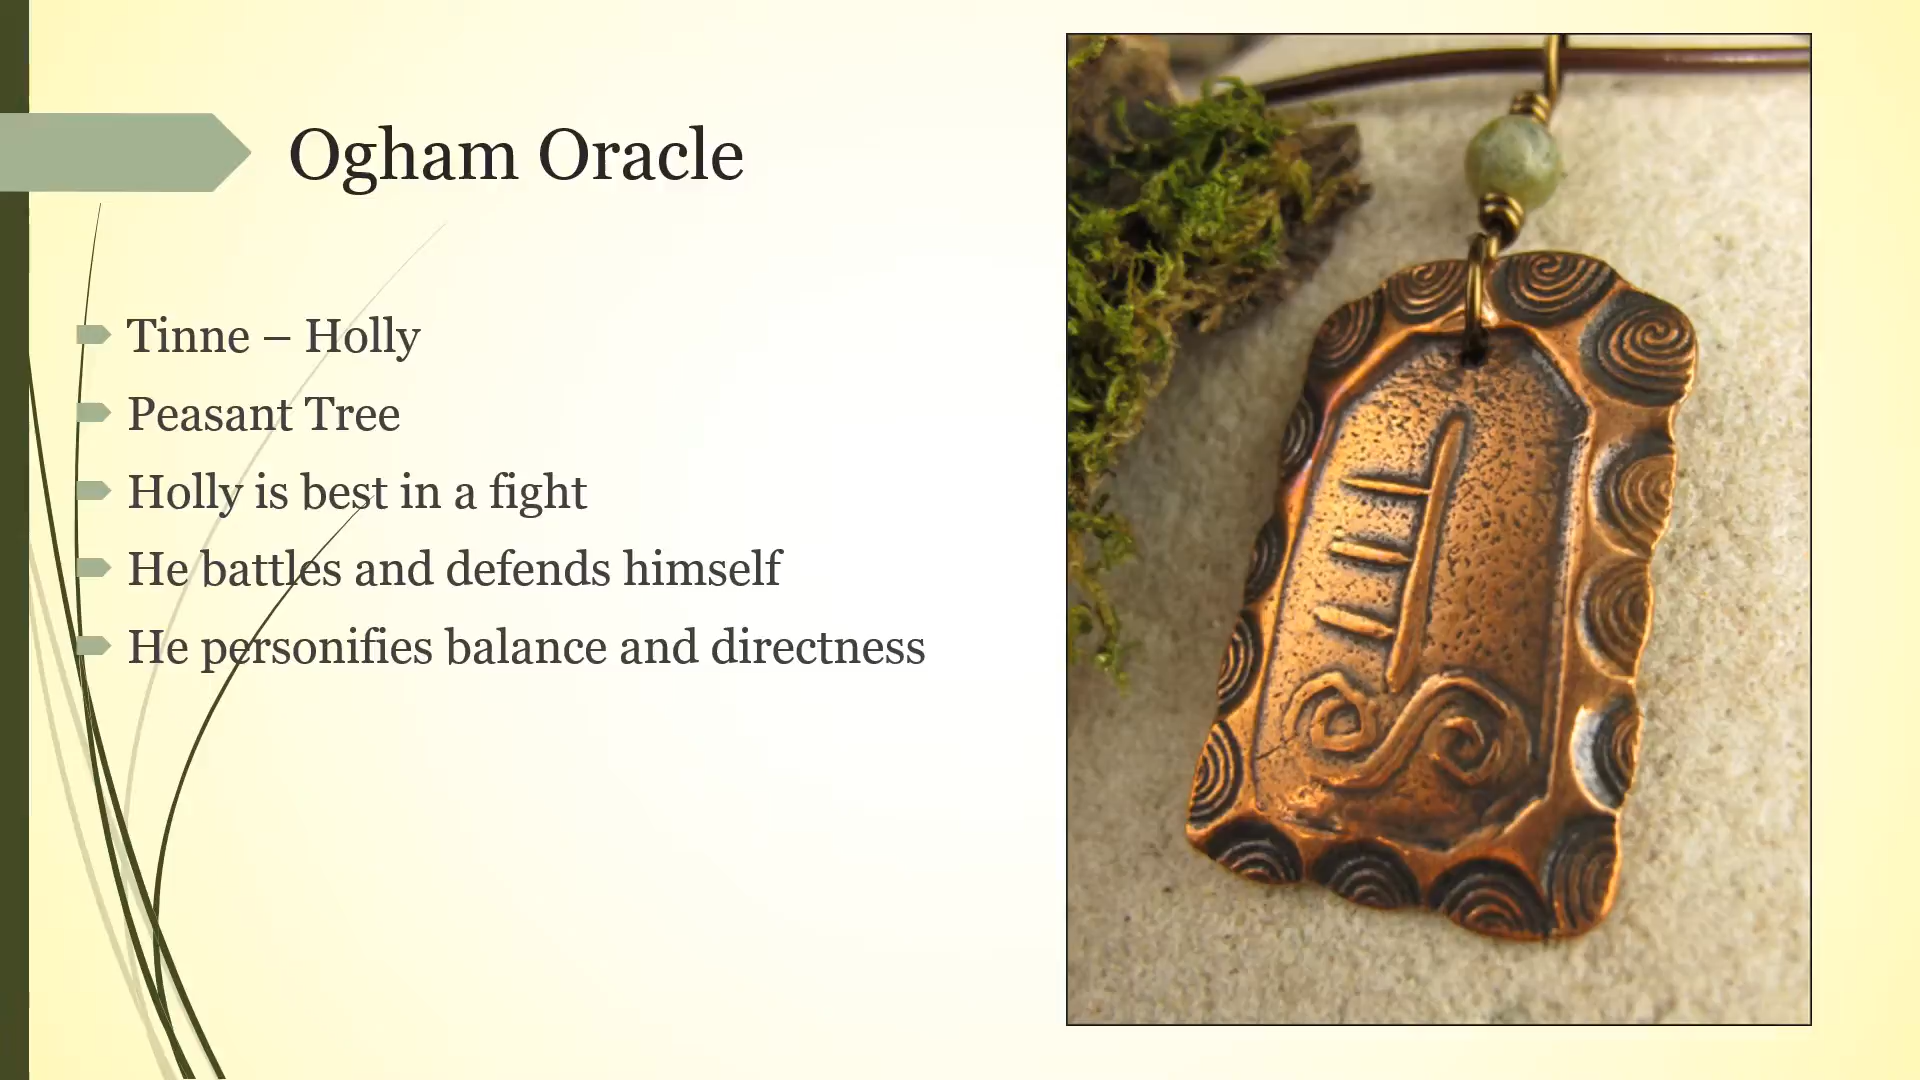 Ogham Oracle
Tinne – Holly
Peasant Tree
Holly is best in a fight
He battles and defends himself
He personifies balance and directness